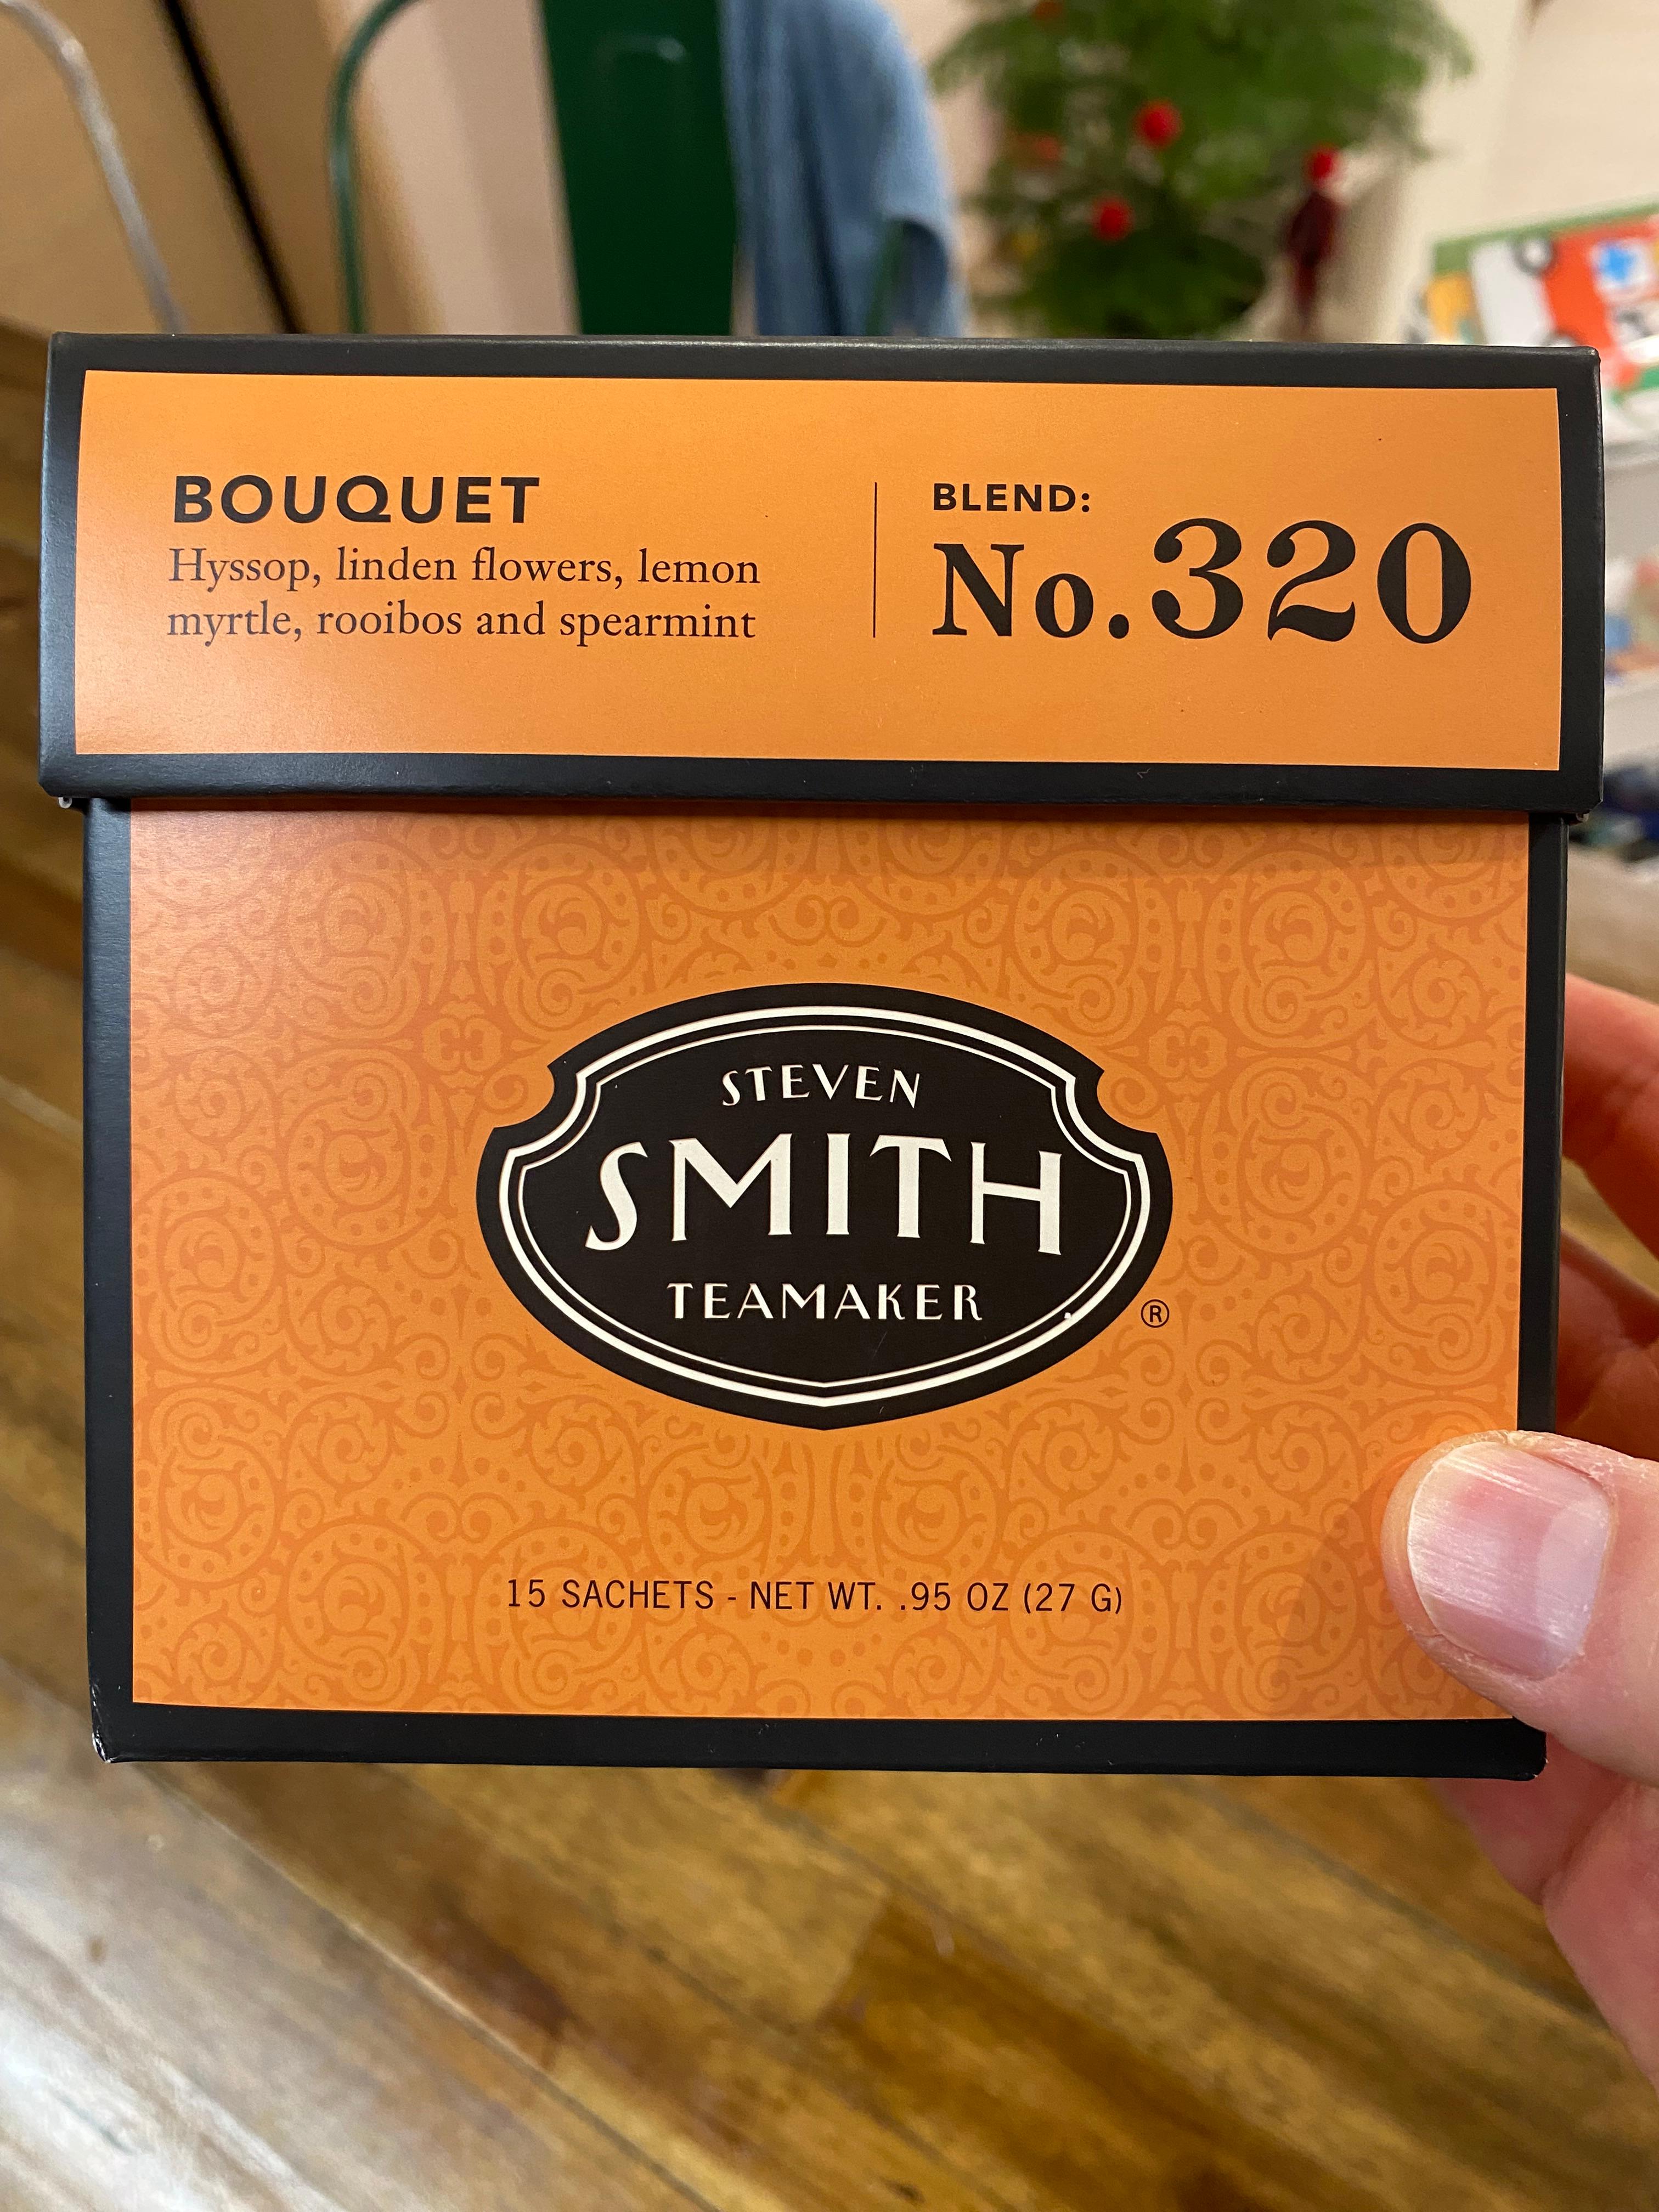 BOUQUET
Hyssop, linden flowers, lemon
myrtle, rooibos and spearmint
BLEND:
No.320
STEVEN
SMITH
TEAMAKER
®
15 SACHETS - NET WT. .95 OZ (27 G)